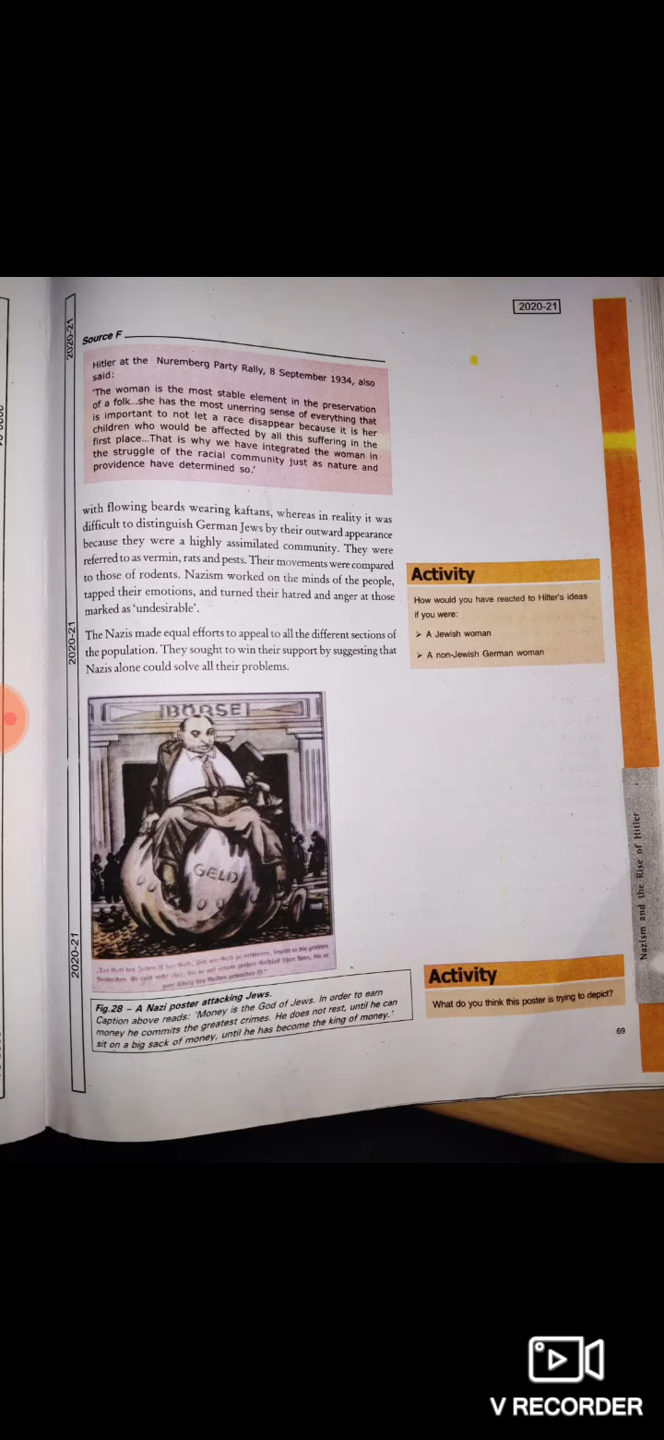 2020-21
2020-21
Source F
Hitler at the Nuremberg Party Rally, 8 September 1934, also
said:
'The woman is the most stable element in the preservation
of a folk...she has the most unerring sense of everything that
is important to not let a race disappear because it is her
children who would be affected by all this suffering in the
first place...That is why we have integrated the woman in
the struggle of the racial community just as nature and
providence have determined so.'
with flowing beards wearing kaftans, whereas in reality it was
difficult to distinguish German Jews by their outward appearance
because they were a highly assimilated community. They were
referred to as vermin, rats and pests. Their movements were compared
to those of rodents. Nazism worked on the minds of the people,
tapped their emotions, and turned their hatred and anger at those
marked as 'undesirable'.
The Nazis made equal efforts to appeal to all the different sections of
the population. They sought to win their support by suggesting that
Nazis alone could solve all their problems.
2020-21
Activity
How would you have reacted to Hilter's ideas
if you were:
➤ A Jewish woman
➤ A non-Jewish German woman
BÖRSE
GELD
2020-21
Fig.28 – A Nazi poster attacking Jews.
Caption above reads: 'Money is the God of Jews. In order to earn
money he commits the greatest crimes. He does not rest, until he can
sit on a big sack of money, until he has become the king of money.'
Activity
What do you think this poster is trying to depict?
Nazism and the Rise of Hitler
69
V RECORDER